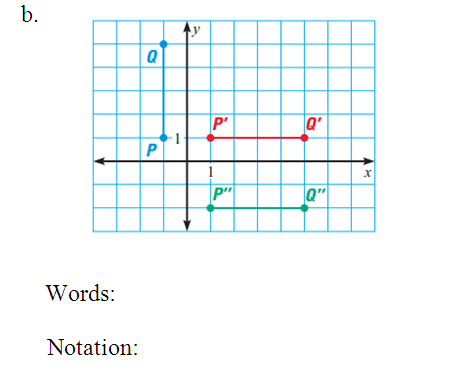 b.
y
Q
P' Q'
1
P
1 x
P" Q"
Words:
Notation: